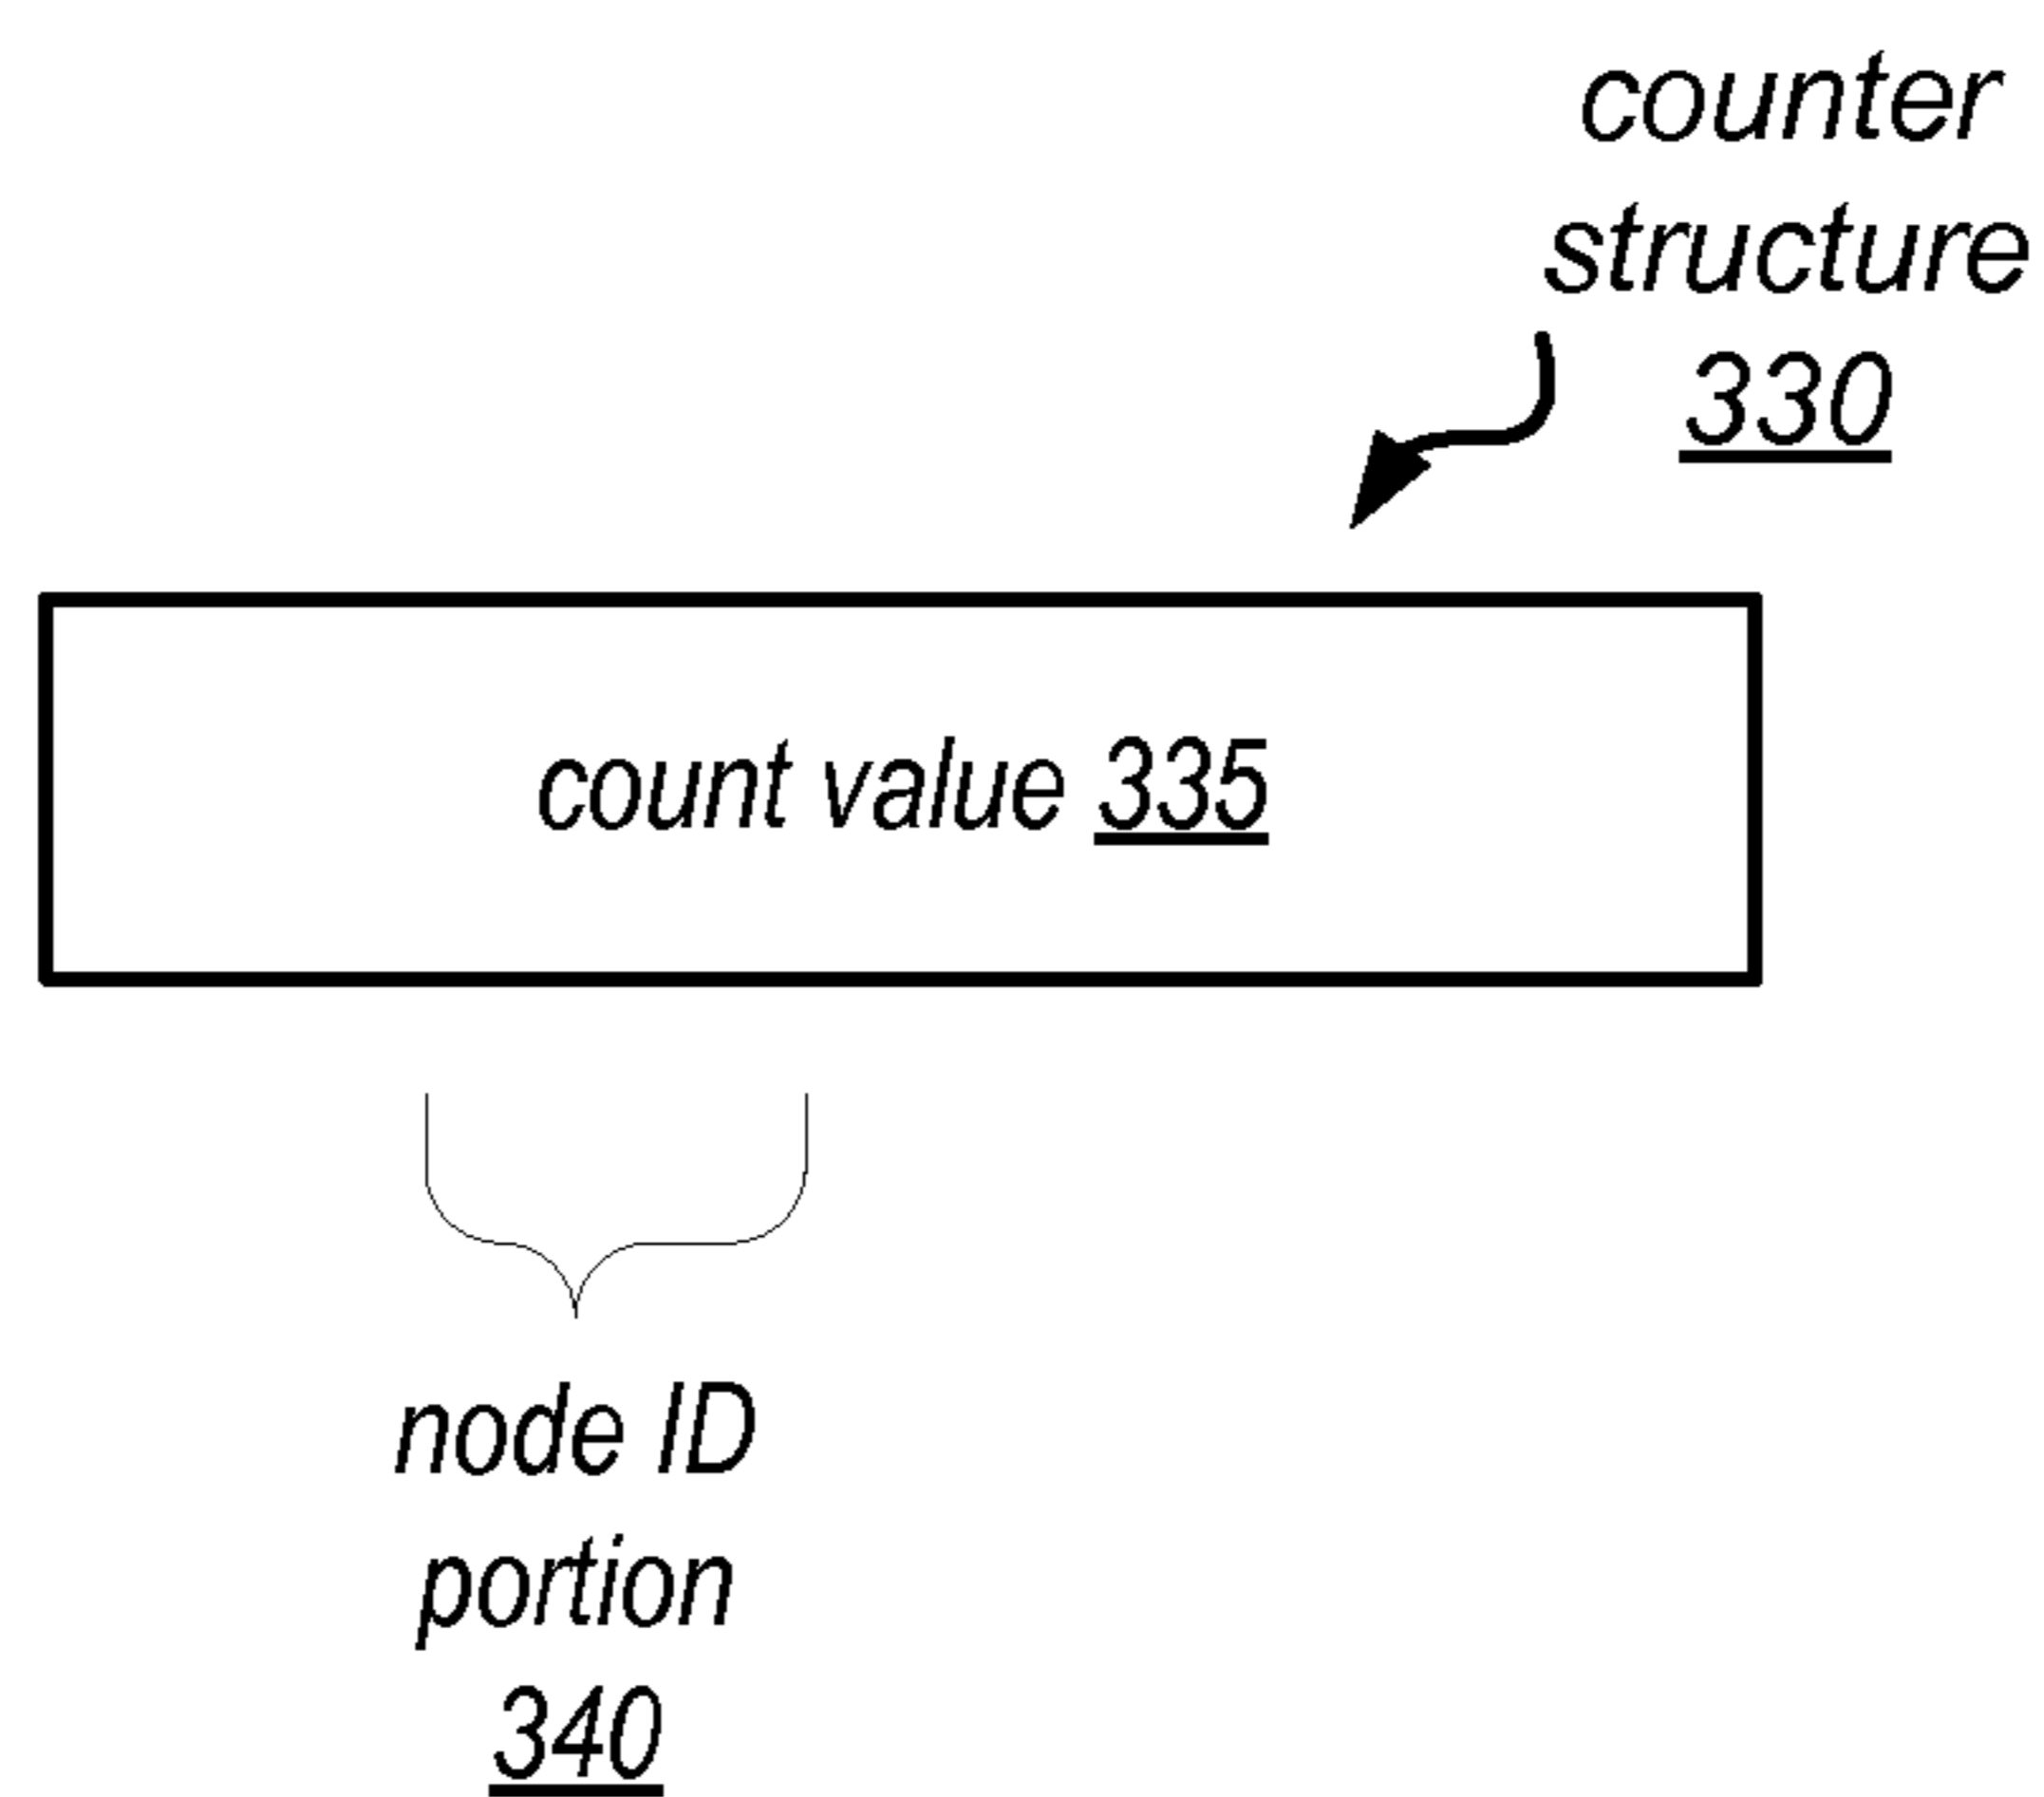 counter
structure
330
count value 335
node ID
portion
340